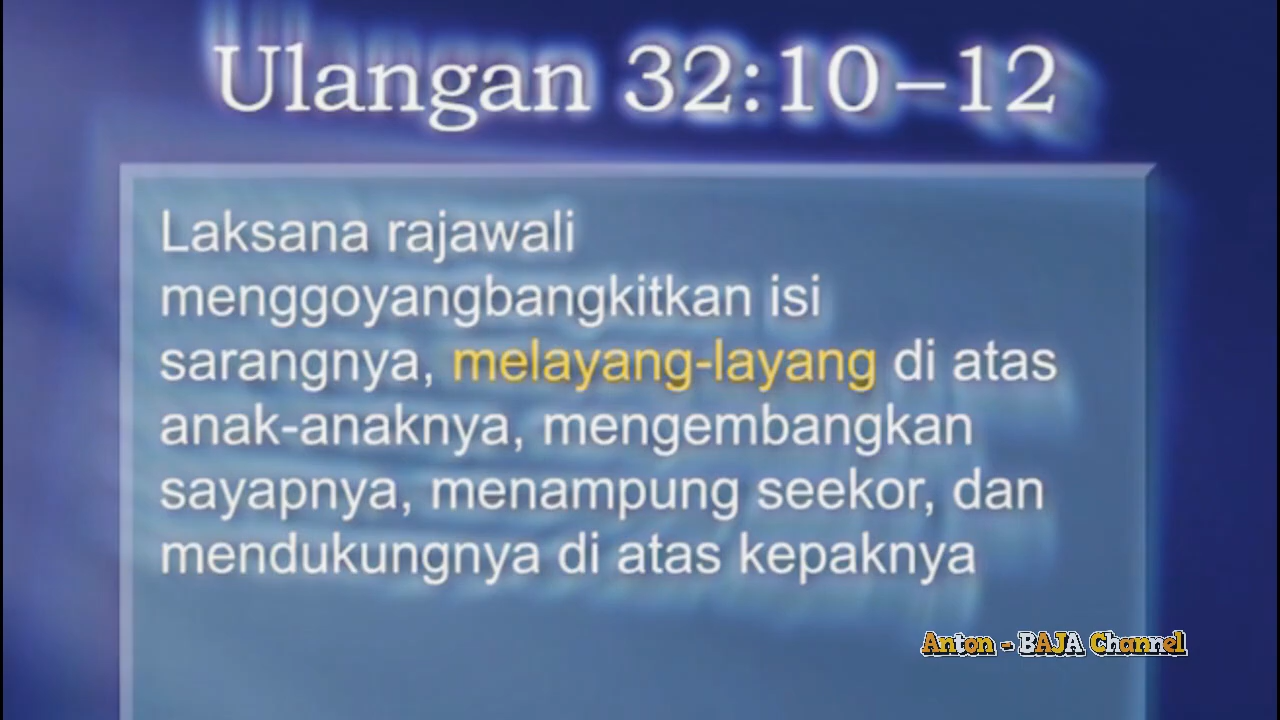 Ulangan 32:10–12
Laksana rajawali
menggoyangbangkitkan isi
sarangnya, melayang-layang di atas
anak-anaknya, mengembangkan
sayapnya, menampung seekor, dan
mendukungnya di atas kepaknya
Anton - BAJA Channel